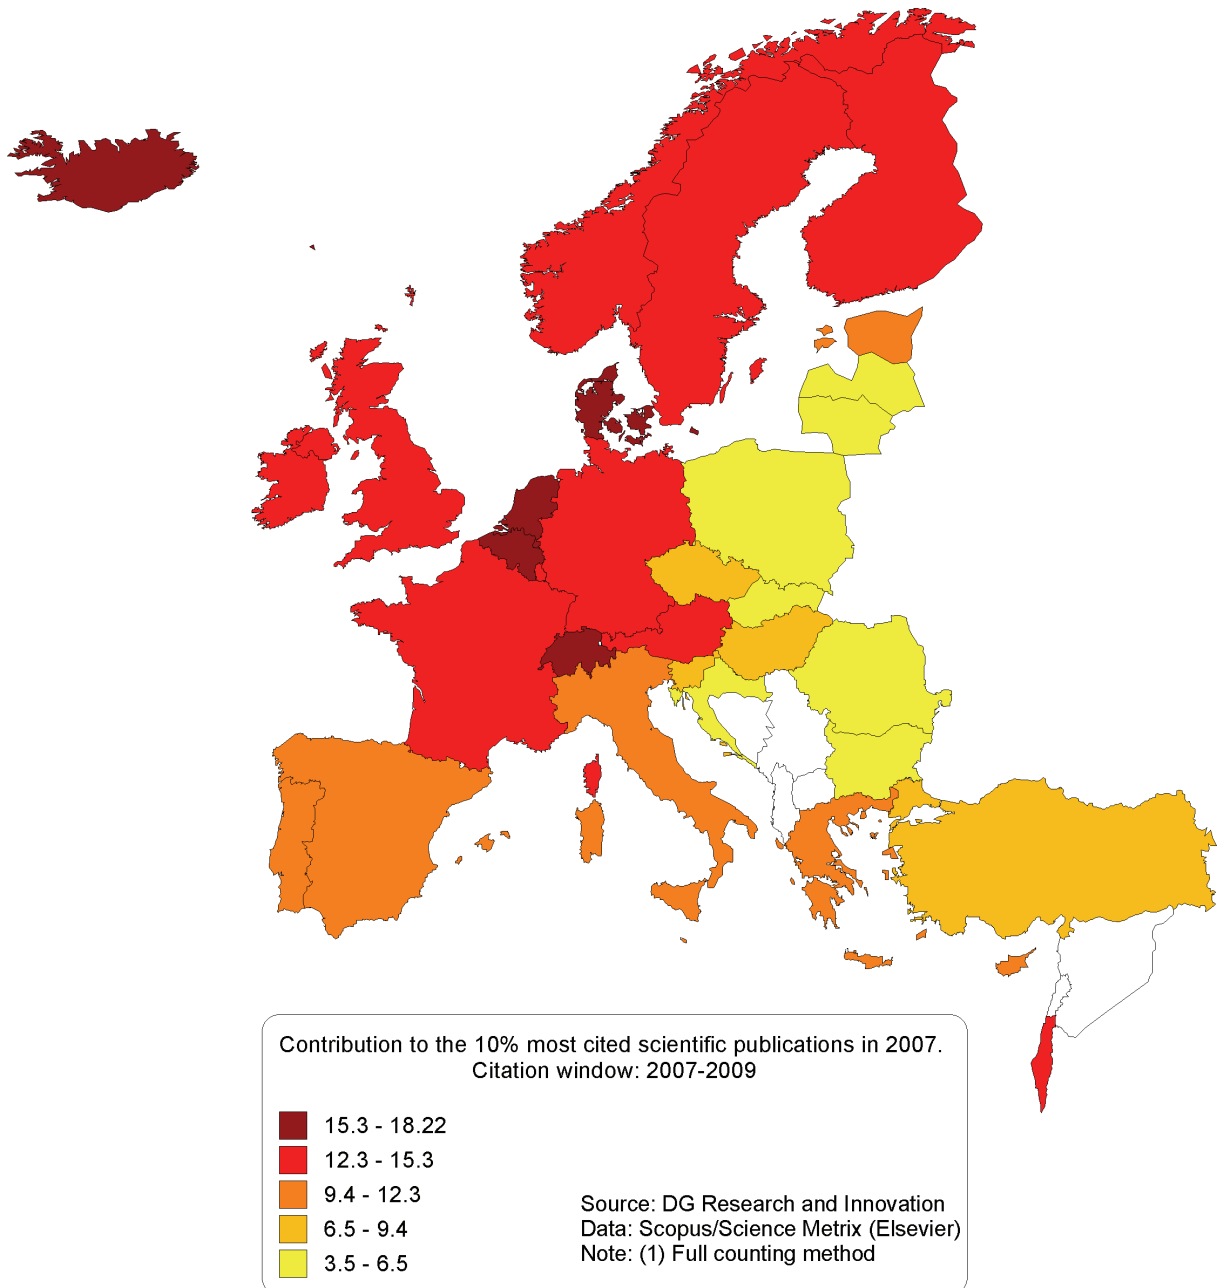 Contribution to the 10% most cited scientific publications in 2007.
Citation window: 2007-2009
15.3 - 18.22
12.3 - 15.3
9.4 - 12.3
6.5 - 9.4
3.5 - 6.5
Source: DG Research and Innovation
Data: Scopus/Science Metrix (Elsevier)
Note: (1) Full counting method